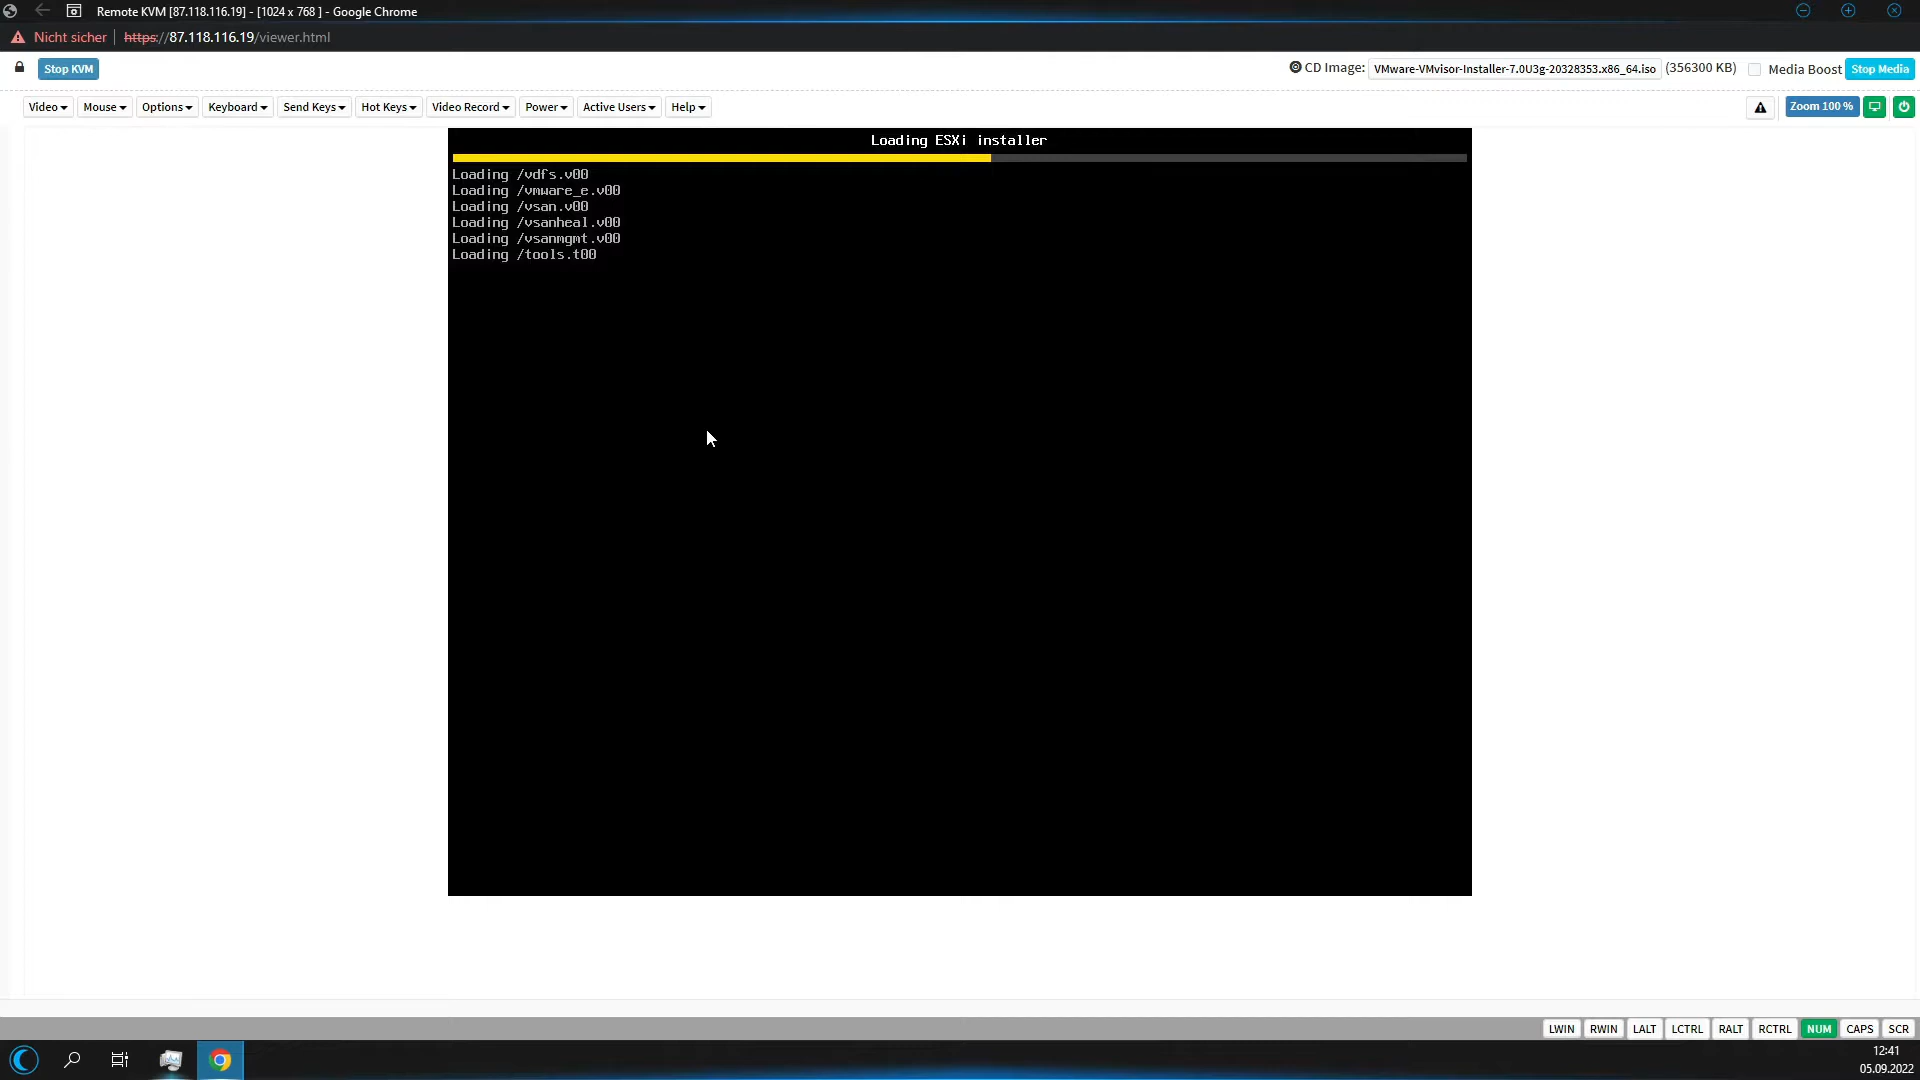 Remote KVM [87.118.116.19] - [1024 x 768 ] - Google Chrome
Nicht sicher https://87.118.116.19/viewer.html
Stop KVM CD Image: VMware-VMvisor-Installer-7.0U3g-20328353.x86_64.iso (356300 KB) Media Boost Stop Media
Video Mouse Options Keyboard Send Keys Hot Keys Video Record Power Active Users Help Zoom 100 %
Loading ESXi installer
Loading /vdfs.v00
Loading /vmware_e.v00
Loading /vsan.v00
Loading /vsanheal.v00
Loading /vsanmgmt.v00
Loading /tools.t00
LWIN RWIN LALT LCTRL RALT RCTRL NUM CAPS SCR
12:41
05.09.2022